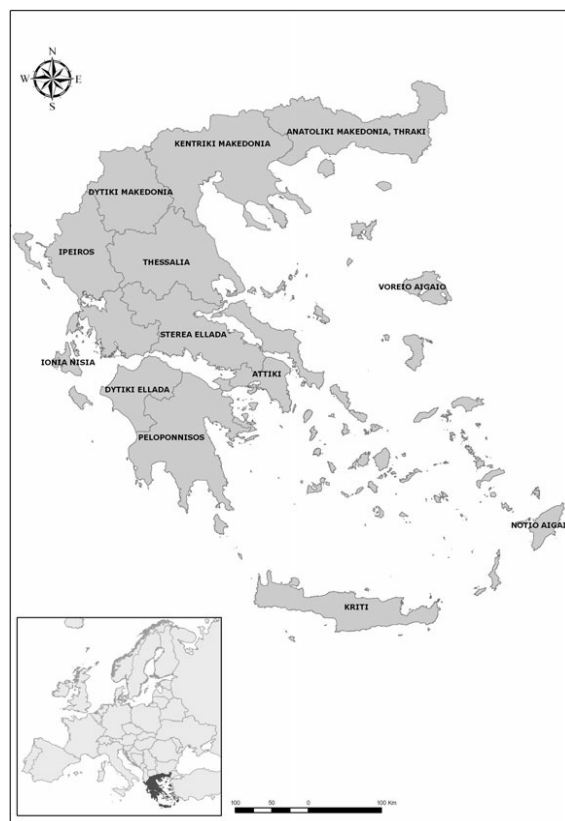 N
W E
S
ANATOLIKI MAKEDONIA, THRAKI
KENTRIKI MAKEDONIA
DYTIKI MAKEDONIA
IPEIROS
THESSALIA
VOREIO AIGAIO
STEREA ELLADA
IONIA NISIA
ATTIKI
DYTIKI ELLADA
PELOPONNISOS
NOTIO AIGAI
KRITI
100 50 0 100 Km